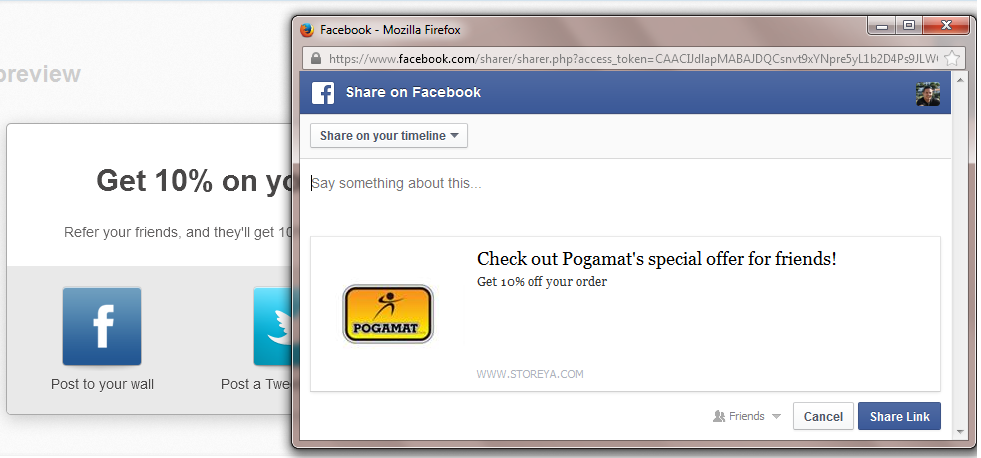 preview
Get 10% on yo
Refer your friends, and they'll get 10
Post to your wall
Post a Twe
Facebook - Mozilla Firefox
https://www.facebook.com/sharer/sharer.php?access_token=CAACIJdIapMABAJDQCsnvt9xYNpre5yL1b2D4Ps9JLW
Share on Facebook
Share on your timeline
Say something about this...
POGAMAT
Check out Pogamat's special offer for friends!
Get 10% off your order
WWW.STOREYA.COM
Friends
Cancel
Share Link